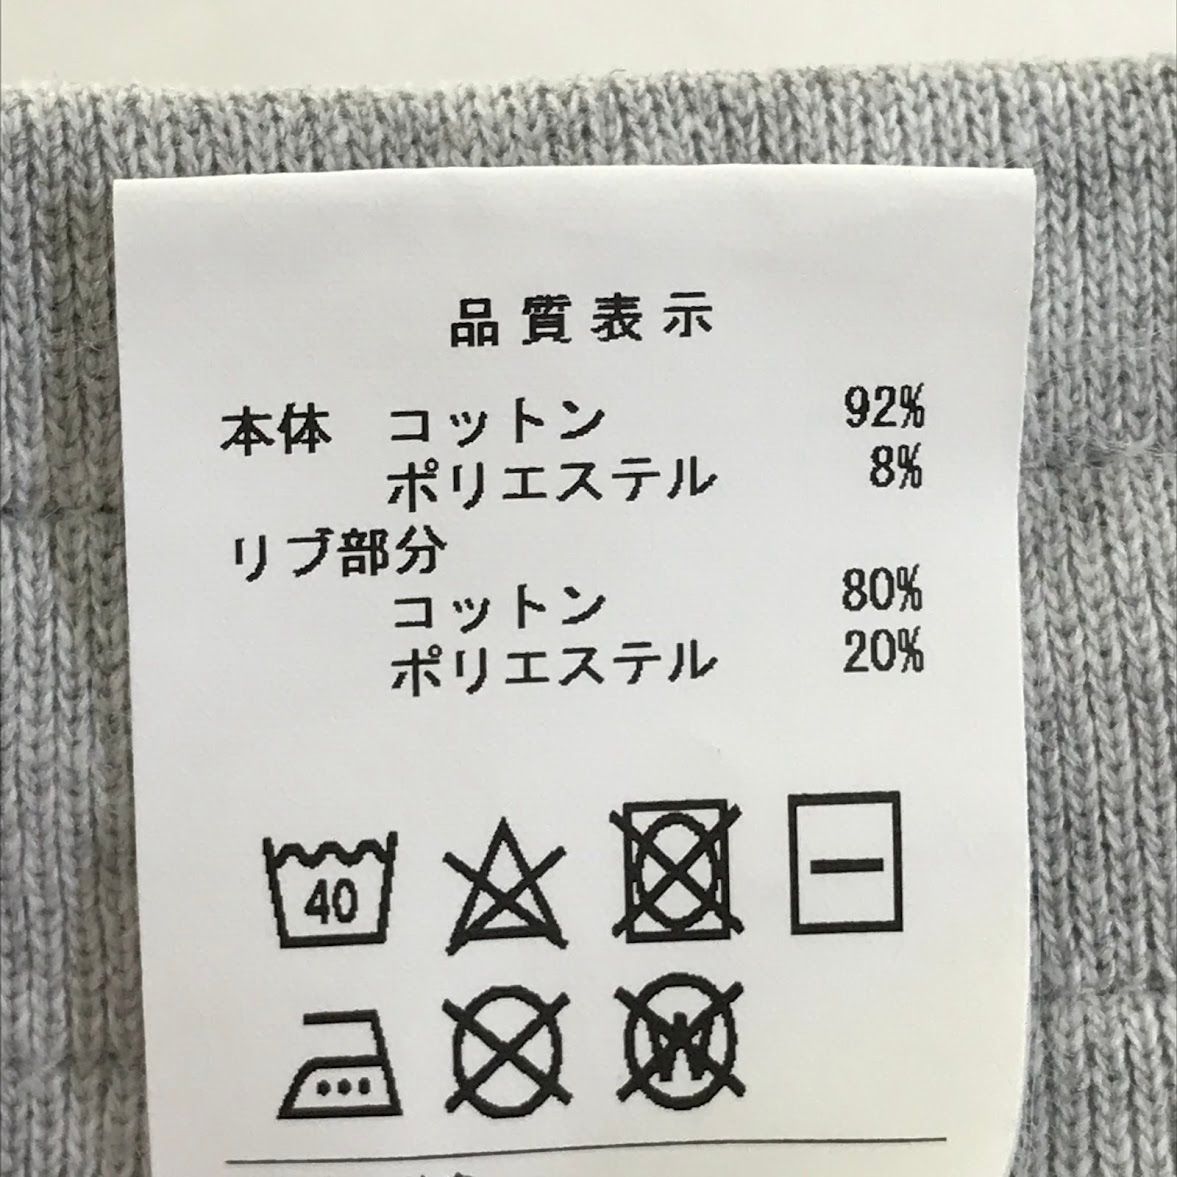 品質表示
本体 コットン 92%
ポリエステル 8%
リブ部分
コットン 80%
ポリエステル 20%
40
W